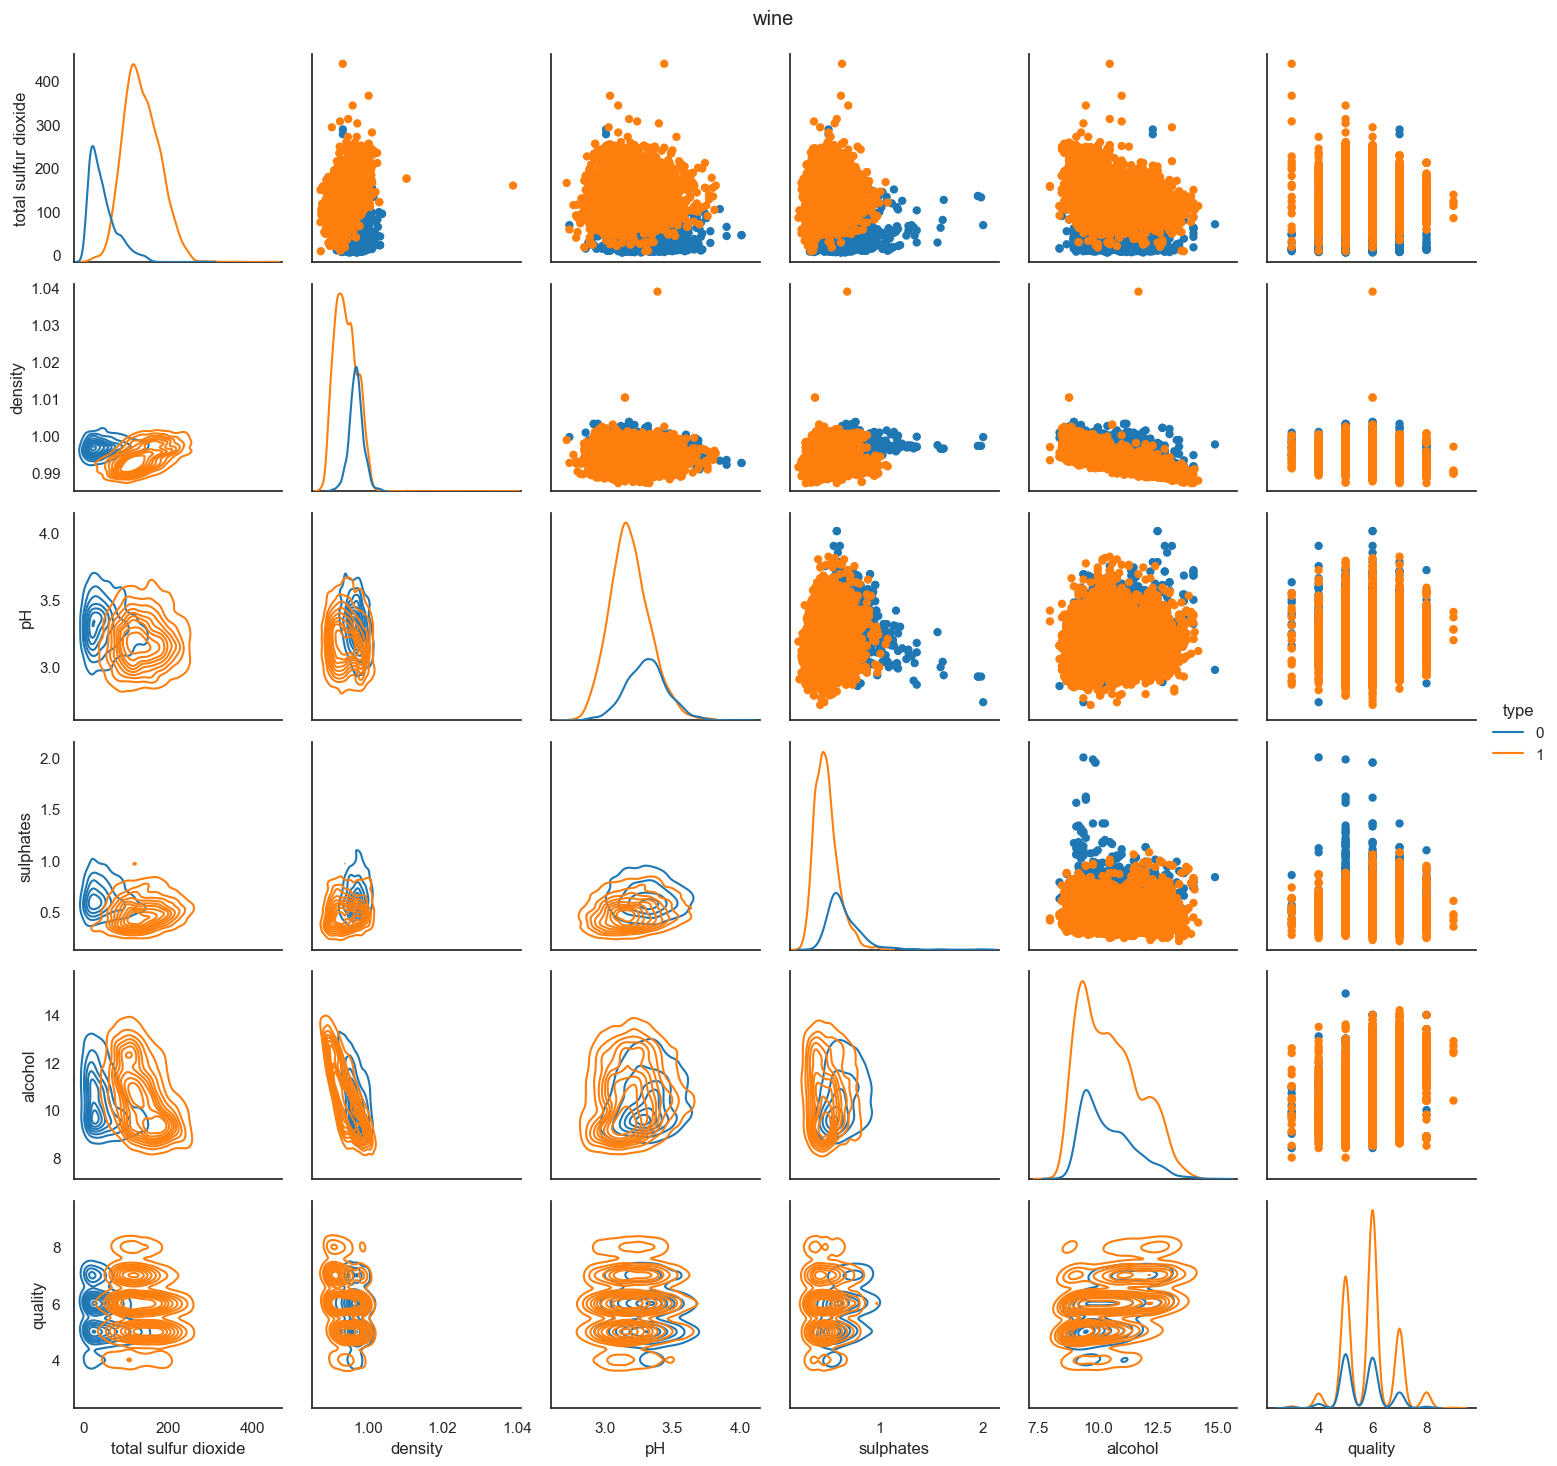 wine
total sulfur dioxide
400
300
200
100
0
density
1.04
1.03
1.02
1.01
1.00
0.99
pH
4.0
3.5
3.0
type
0
1
sulphates
2.0
1.5
1.0
0.5
alcohol
14
12
10
8
quality
8
6
4
0 200 400
1.00 1.02 1.04
3.0 3.5 4.0
1 2
7.5 10.0 12.5 15.0
4 6 8
total sulfur dioxide
density
pH
sulphates
alcohol
quality